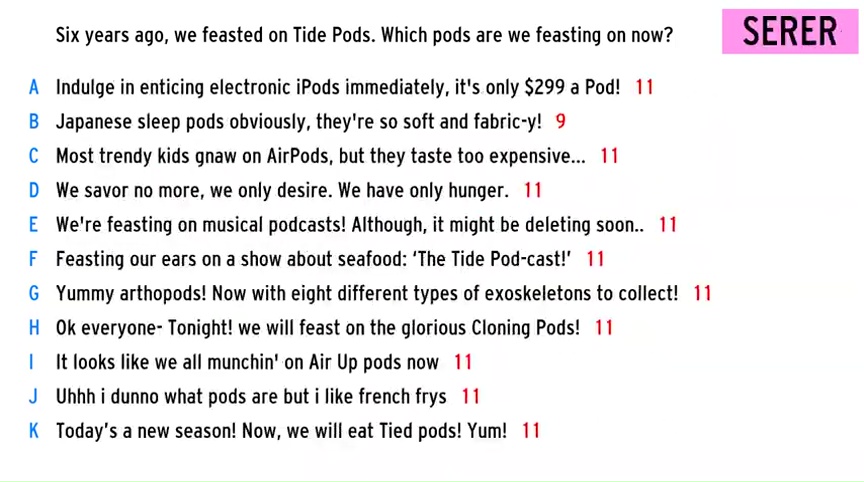 Six years ago, we feasted on Tide Pods. Which pods are we feasting on now?
SERER
A Indulge in enticing electronic iPods immediately, it's only $299 a Pod! 11
B Japanese sleep pods obviously, they're so soft and fabric-y! 9
C Most trendy kids gnaw on AirPods, but they taste too expensive... 11
D We savor no more, we only desire. We have only hunger. 11
E We're feasting on musical podcasts! Although, it might be deleting soon.. 11
F Feasting our ears on a show about seafood: ‘The Tide Pod-cast!’ 11
G Yummy arthopods! Now with eight different types of exoskeletons to collect! 11
H Ok everyone- Tonight! we will feast on the glorious Cloning Pods! 11
I It looks like we all munchin' on Air Up pods now 11
J Uhhh i dunno what pods are but i like french frys 11
K Today’s a new season! Now, we will eat Tied pods! Yum! 11